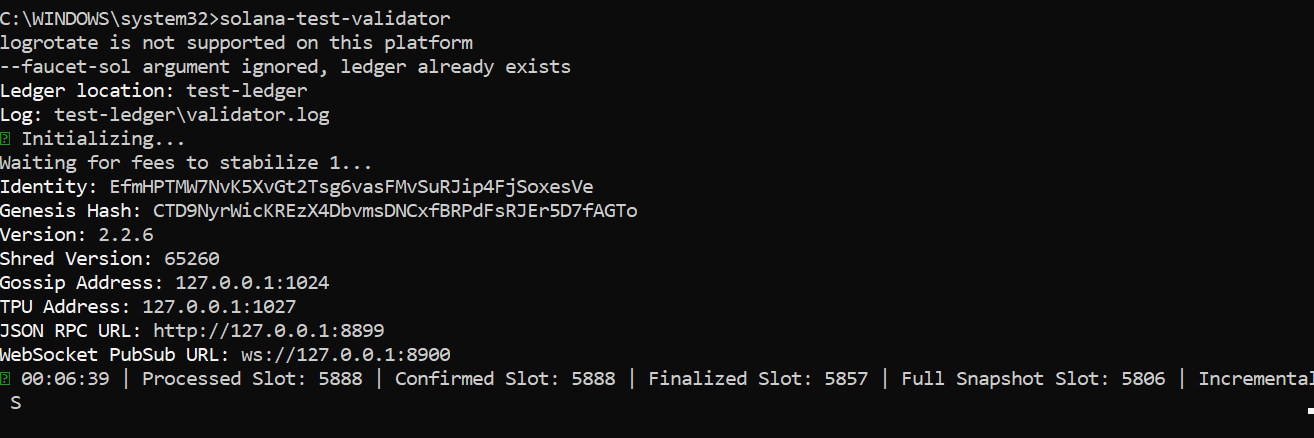 C:\WINDOWS\system32>solana-test-validator
logrotate is not supported on this platform
--faucet-sol argument ignored, ledger already exists
Ledger location: test-ledger
Log: test-ledger\validator.log
Initializing...
Waiting for fees to stabilize 1...
Identity: EfmHPTMW7NvK5XvGt2Tsg6vasFMvSuRJip4FjSoxesVe
Genesis Hash: CTD9NyrWicKREzX4DbvmsDNCxfBRPdFsRJEr5D7fAGTo
Version: 2.2.6
Shred Version: 65260
Gossip Address: 127.0.0.1:1024
TPU Address: 127.0.0.1:1027
JSON RPC URL: http://127.0.0.1:8899
WebSocket PubSub URL: ws://127.0.0.1:8900
00:06:39 | Processed Slot: 5888 | Confirmed Slot: 5888 | Finalized Slot: 5857 | Full Snapshot Slot: 5806 | Incremental
S